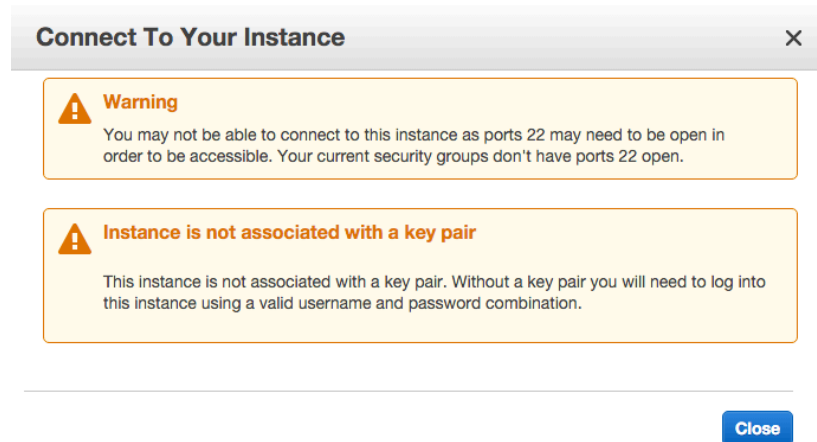 Connect To Your Instance
Warning
You may not be able to connect to this instance as ports 22 may need to be open in
order to be accessible. Your current security groups don't have ports 22 open.
Instance is not associated with a key pair
This instance is not associated with a key pair. Without a key pair you will need to log into
this instance using a valid username and password combination.
Close